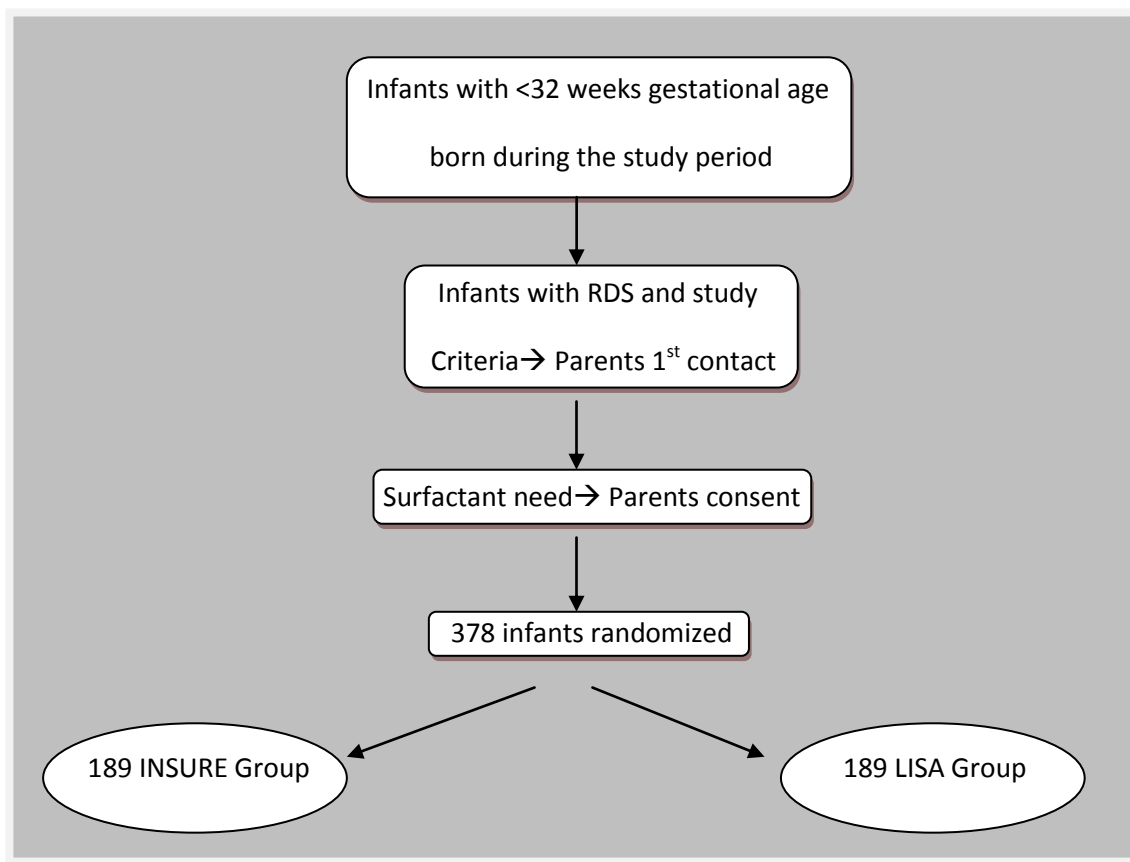 Infants with <32 weeks gestational age
born during the study period
Infants with RDS and study
Criteria→ Parents 1st contact
Surfactant need→ Parents consent
378 infants randomized
189 INSURE Group
189 LISA Group